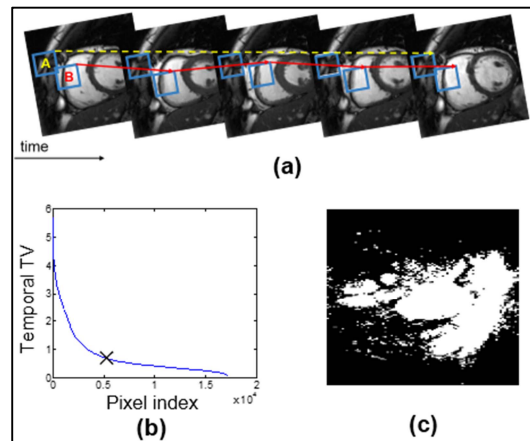 A
B
time
(a)
6
5
4
3
2
1
0
Temporal TV
0 0.5 1 1.5 2
×10⁴
Pixel index
(b)
(c)